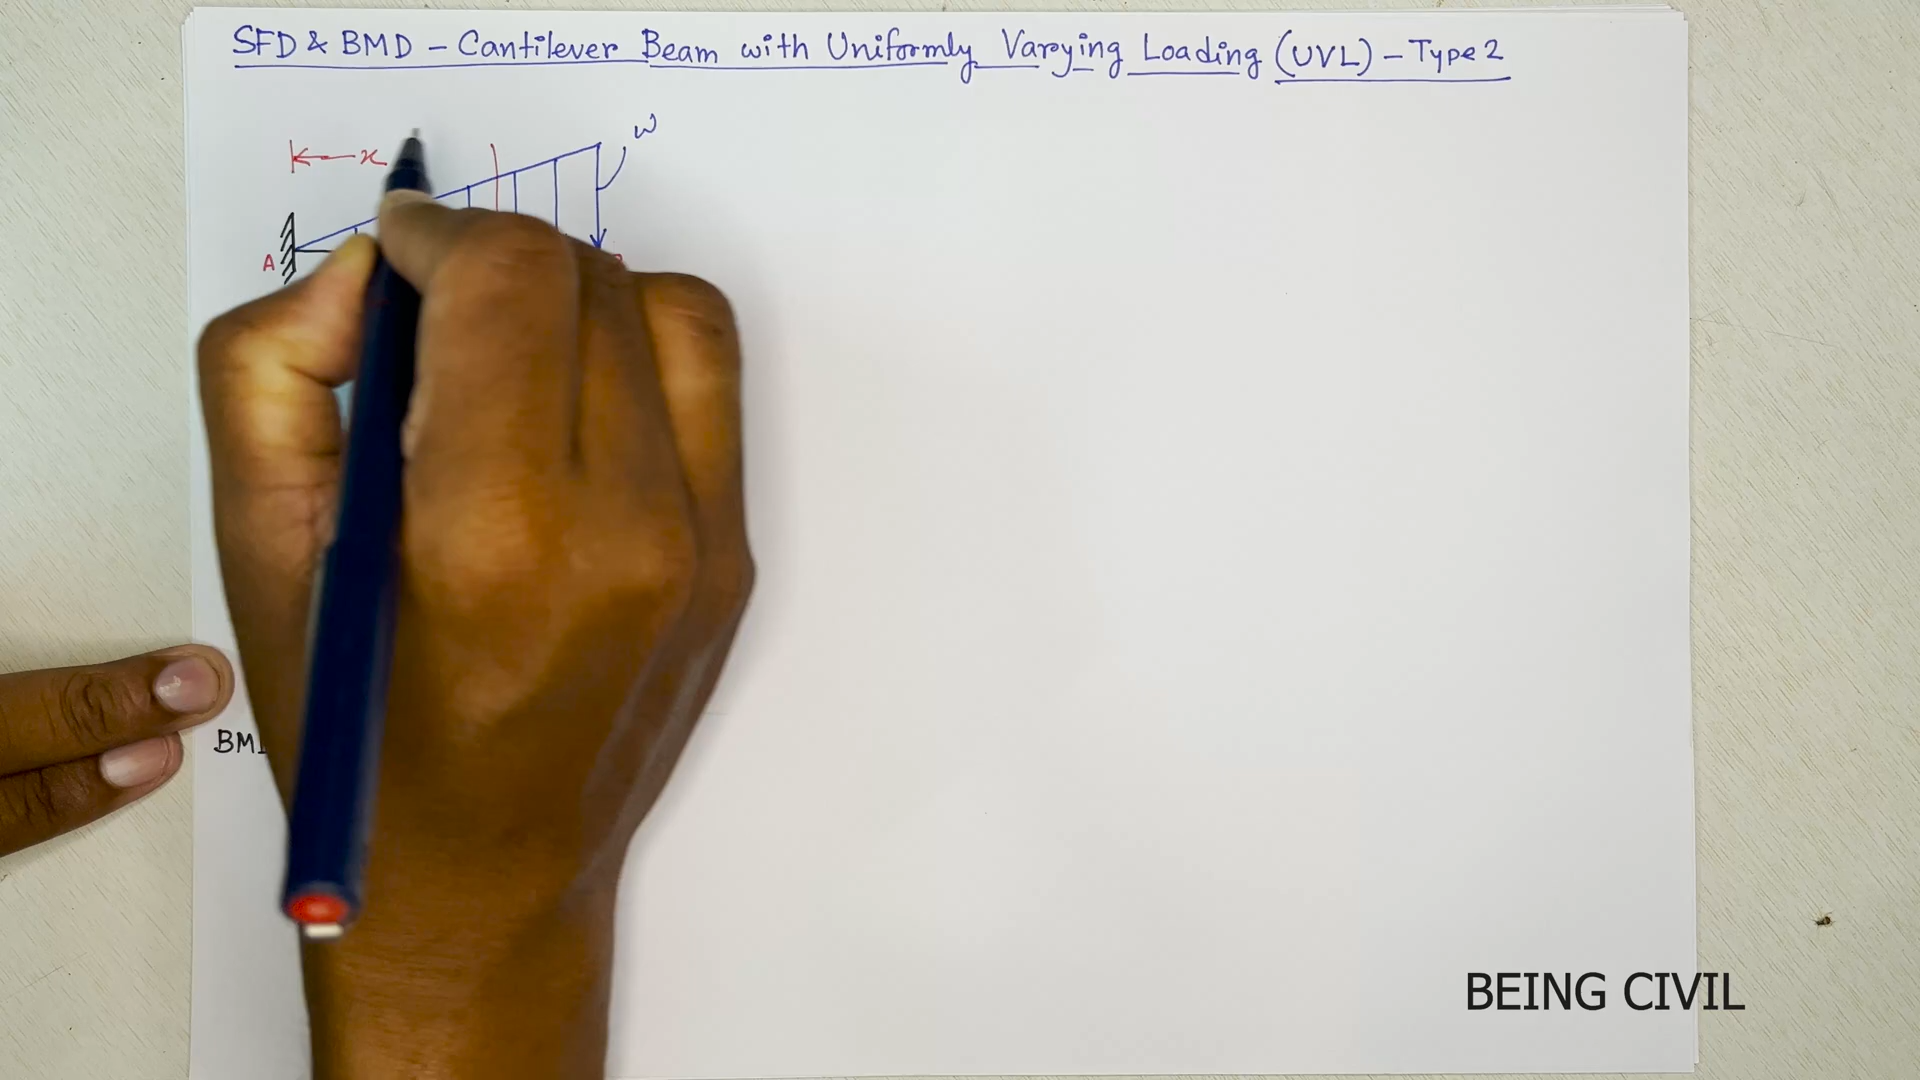 SFD & BMD - Cantilever Beam with Uniformly Varying Loading (UVL) - Type 2
w
x
A
BEING CIVIL